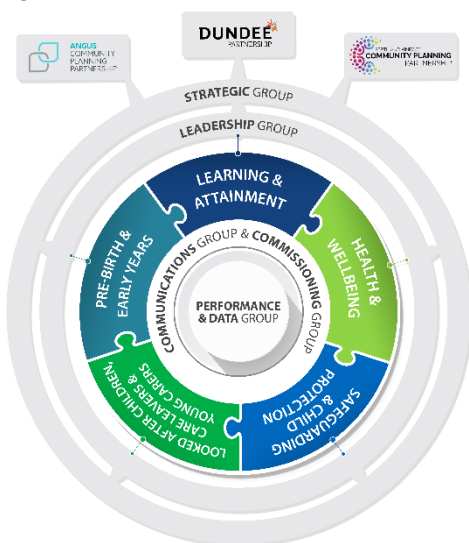 ANGUS
COMMUNITY
PLANNING
PARTNERSHIP
DUNDEE
PARTNERSHIP
COMMUNITY PLANNING
PARTNERSHIP
STRATEGIC GROUP
LEADERSHIP GROUP
LEARNING &
ATTAINMENT
PRE-BIRTH &
EARLY YEARS
HEALTH &
WELLBEING
COMMUNICATIONS GROUP & COMMISSIONING GROUP
PERFORMANCE
& DATA GROUP
LOOKED AFTER CHILDREN,
CARE LEAVERS &
YOUNG CARERS
SAFEGUARDING
& CHILD
PROTECTION